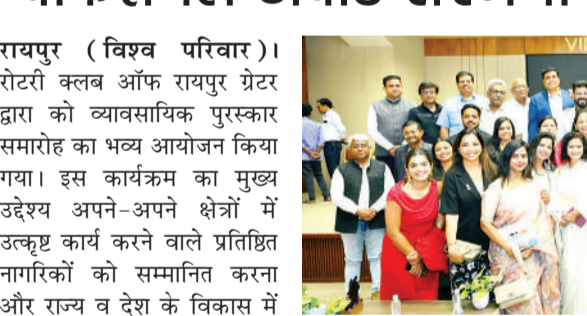 रायपुर (विश्व परिवार)।
रोटरी क्लब ऑफ रायपुर ग्रेटर
द्वारा को व्यावसायिक पुरस्कार
समारोह का भव्य आयोजन किया
गया। इस कार्यक्रम का मुख्य
उद्देश्य अपने-अपने क्षेत्रों में
उत्कृष्ट कार्य करने वाले प्रतिष्ठित
नागरिकों को सम्मानित करना
और राज्य व देश के विकास में